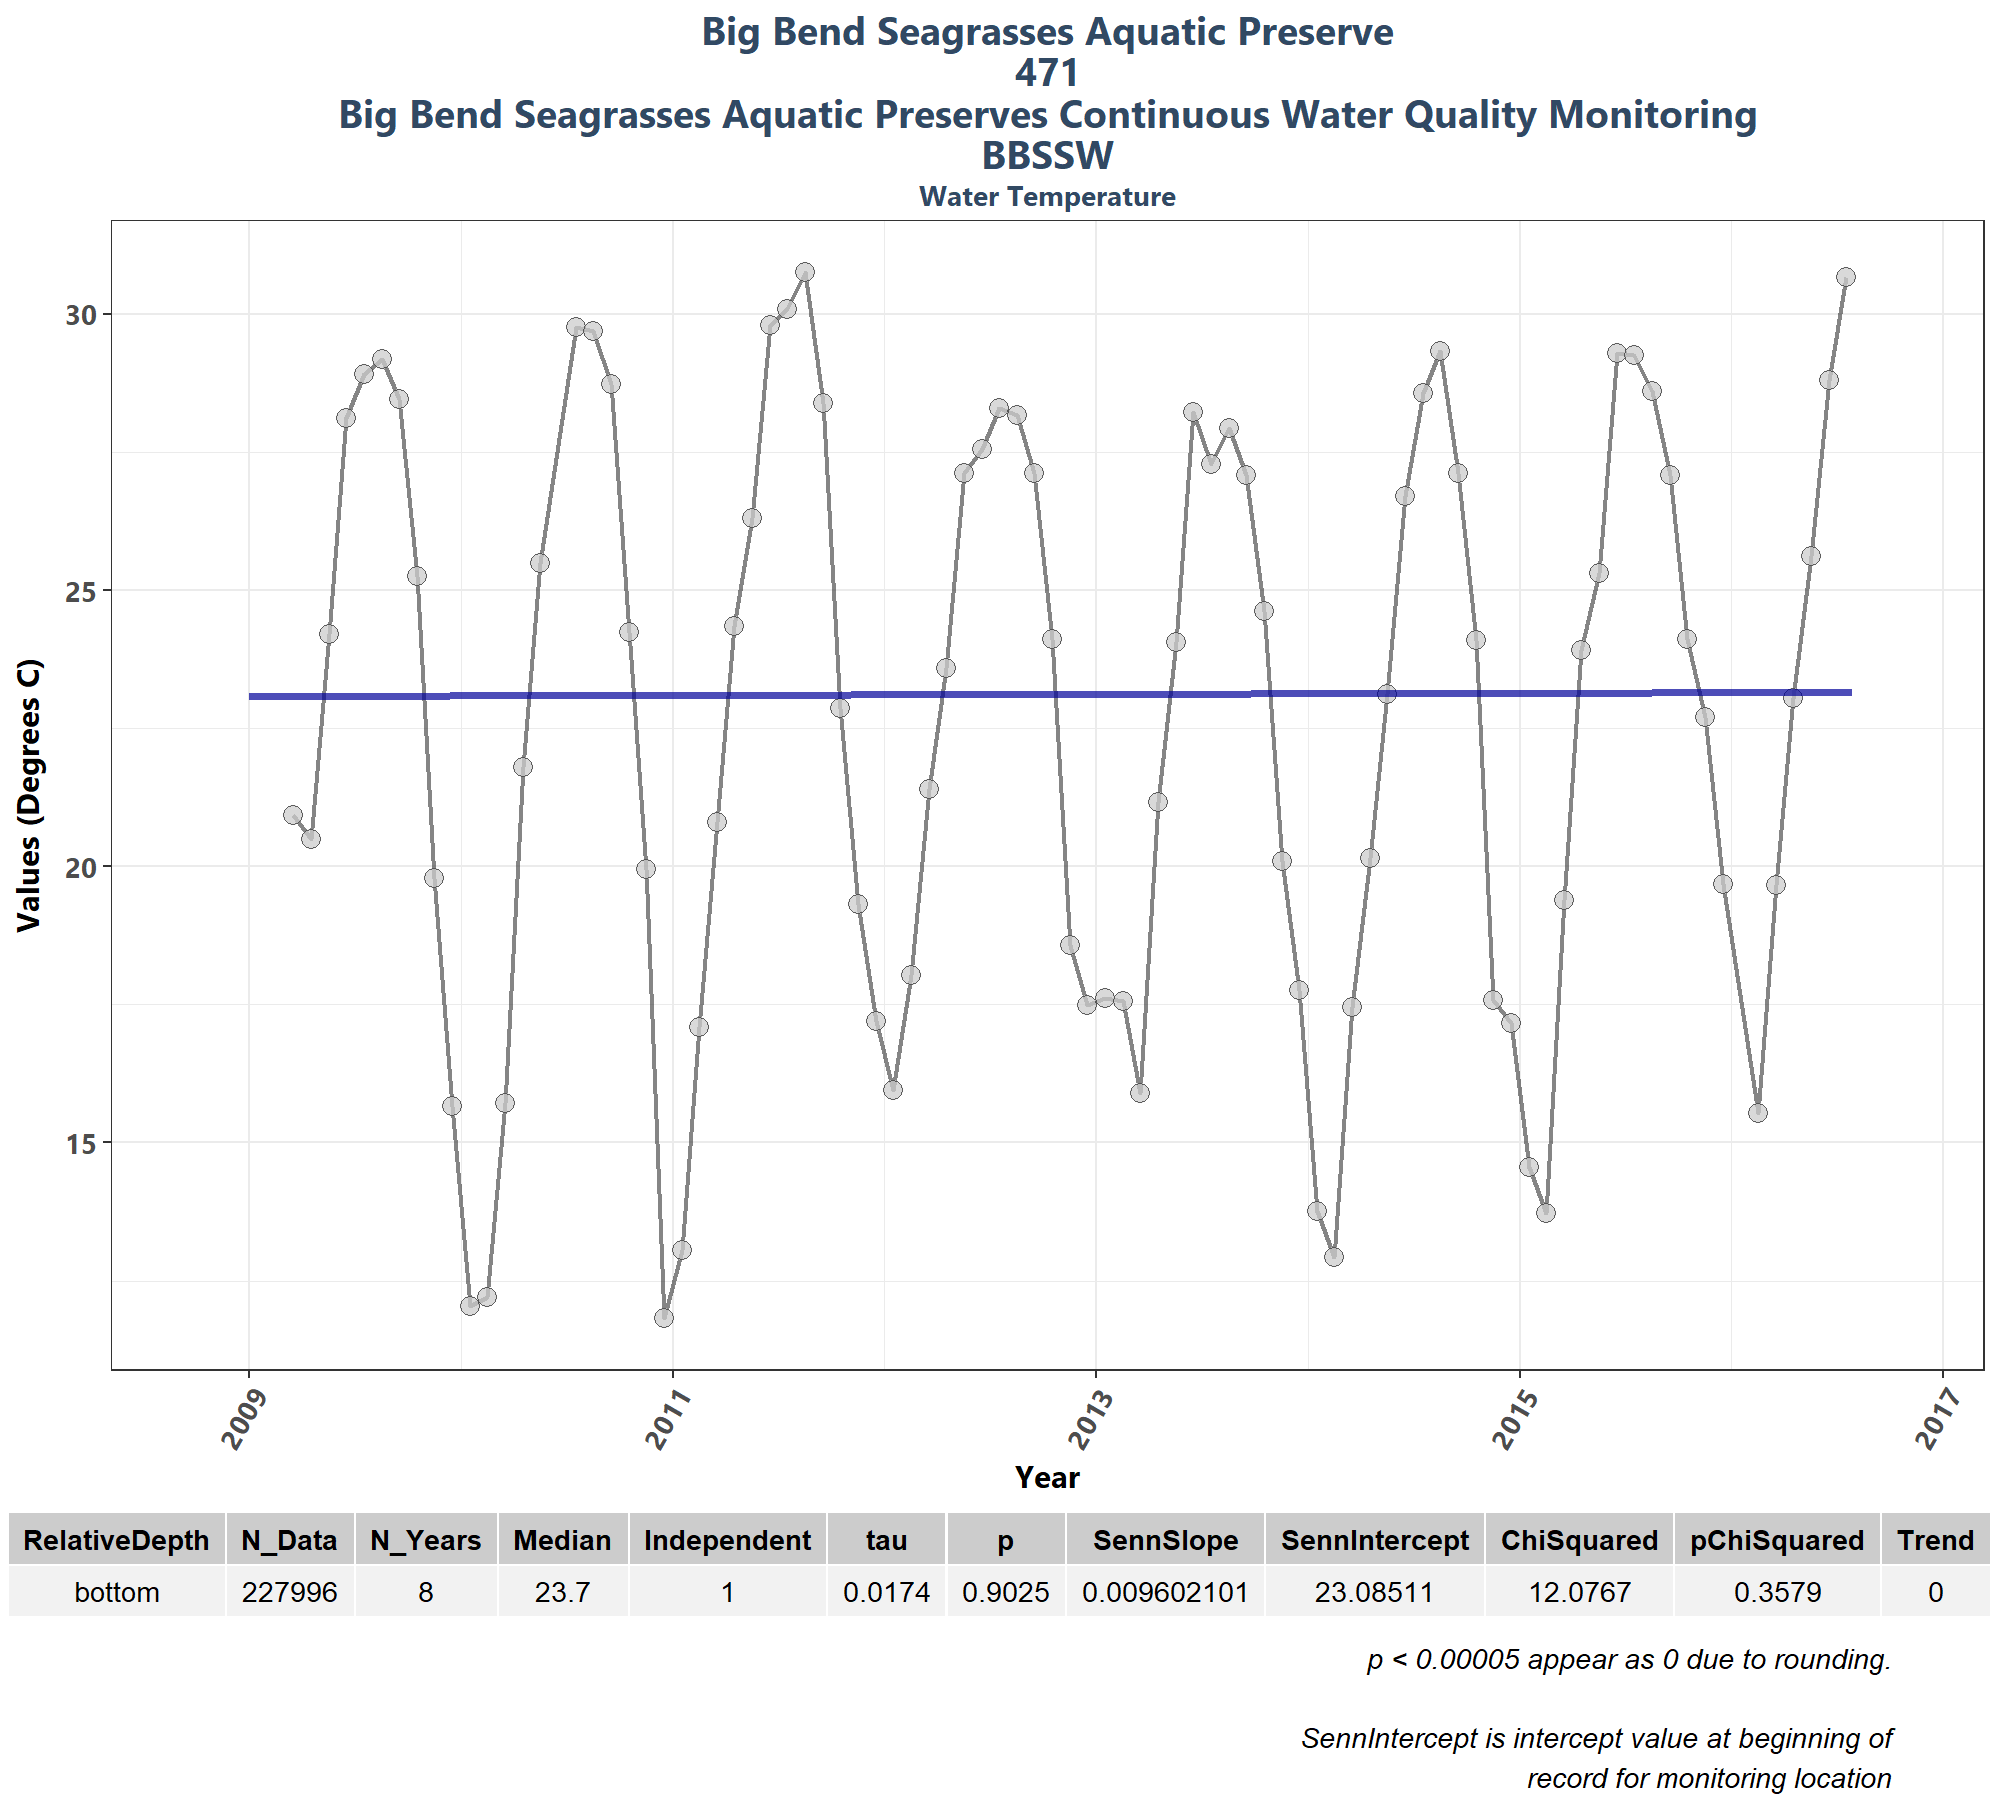 Big Bend Seagrasses Aquatic Preserve
471
Big Bend Seagrasses Aquatic Preserves Continuous Water Quality Monitoring
BBSSW
Water Temperature
Values (Degrees C)
30
25
20
15
2009
2011
2013
2015
2017
Year
RelativeDepth N_Data N_Years Median Independent tau p SennSlope SennIntercept ChiSquared pChiSquared Trend
bottom 227996 8 23.7 1 0.0174 0.9025 0.009602101 23.08511 12.0767 0.3579 0
p < 0.00005 appear as 0 due to rounding.
SennIntercept is intercept value at beginning of
record for monitoring location